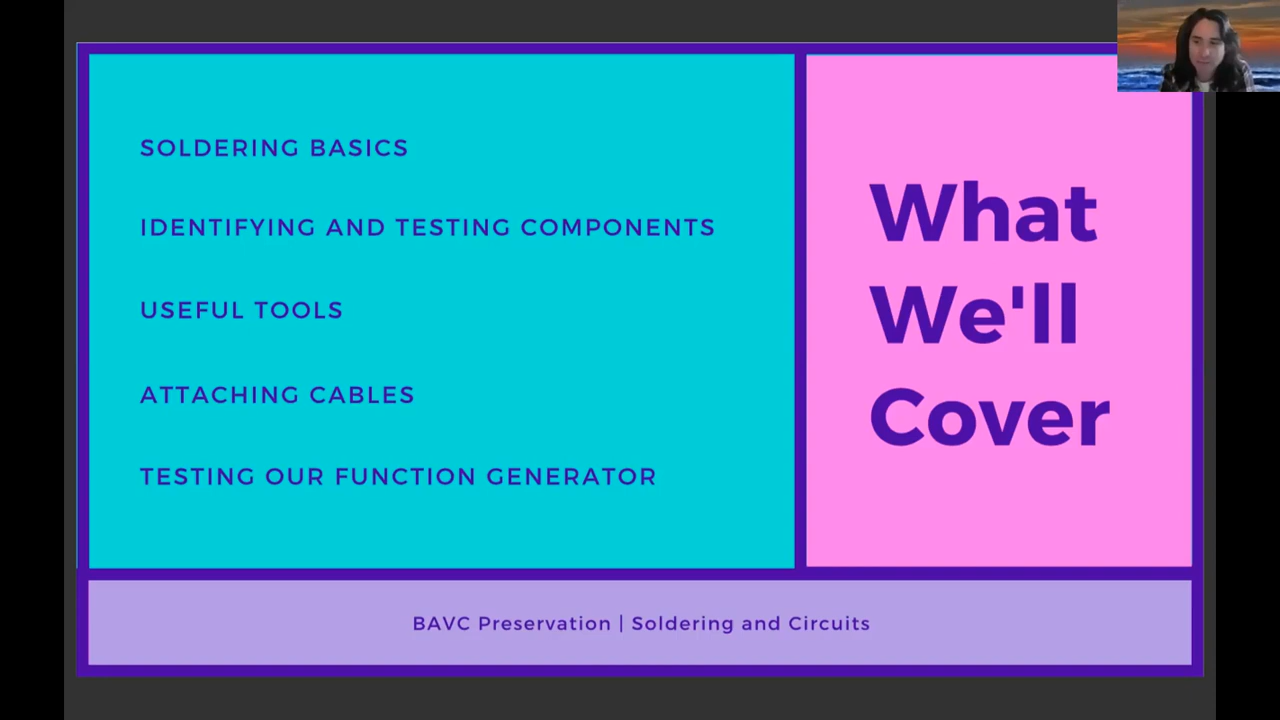 SOLDERING BASICS
IDENTIFYING AND TESTING COMPONENTS
USEFUL TOOLS
ATTACHING CABLES
TESTING OUR FUNCTION GENERATOR
What
We'll
Cover
BAVC Preservation | Soldering and Circuits